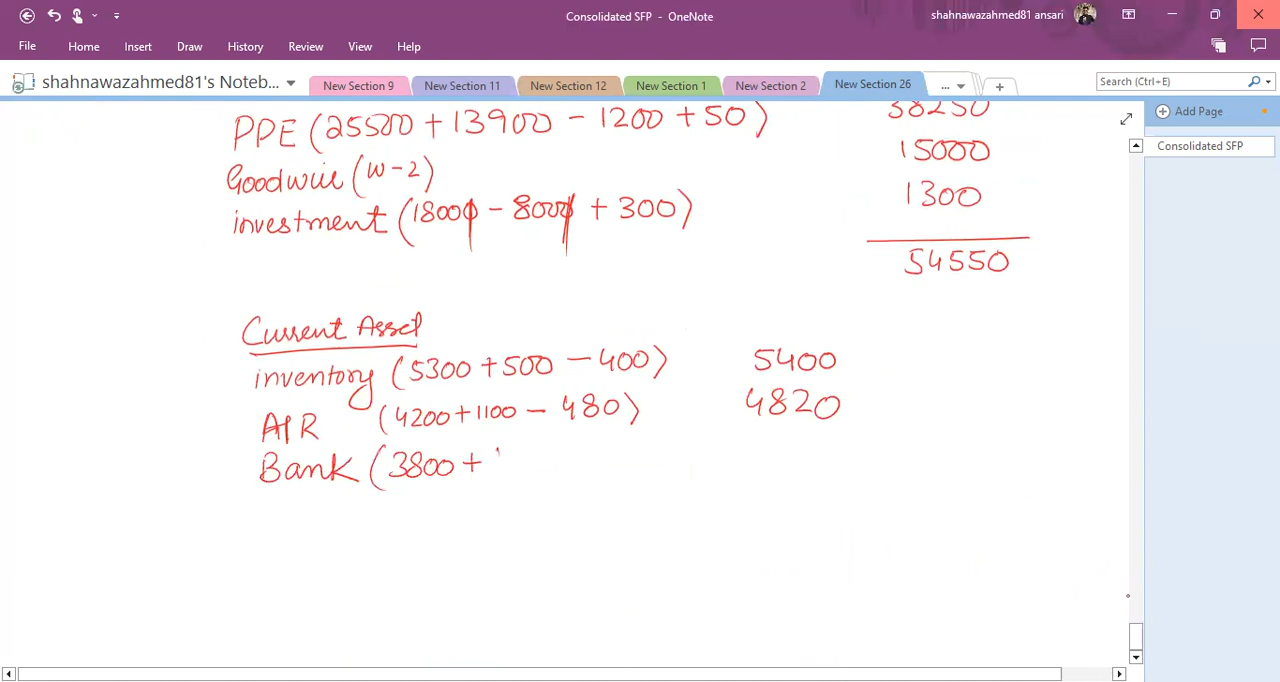 Consolidated SFP - OneNote
shahnawazahmed81 ansari
File Home Insert Draw History Review View Help
shahnawazahmed81's Noteb... New Section 9 New Section 11 New Section 12 New Section 1 New Section 2 New Section 26 ... + Search (Ctrl+E)
Add Page
Consolidated SFP
PPE (25500 + 13900 - 1200 + 50) 38250
Goodwill (W-2) 15000
investment (18000 - 8000 + 300) 1300
54550
Current Asset
inventory (5300 + 500 - 400) 5400
A/R (4200 + 1100 - 480) 4820
Bank (3800 +